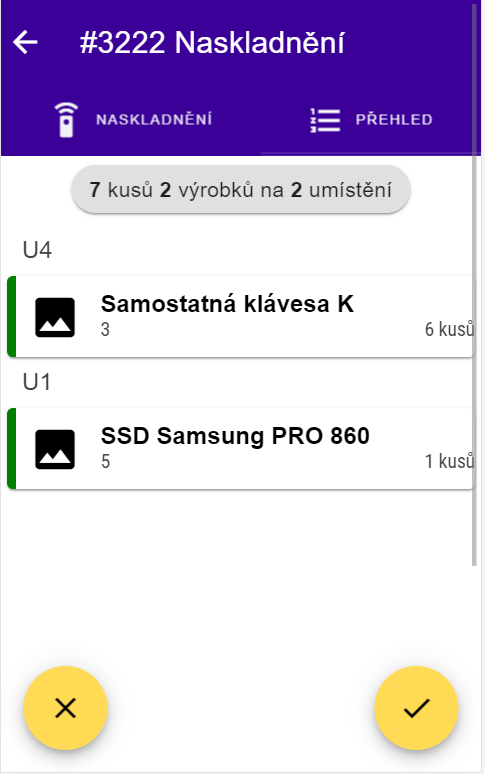 #3222 Naskladnění
NASKLADNĚNÍ
PŘEHLED
7 kusů 2 výrobků na 2 umístění
U4
Samostatná klávesa K
3
6 kusů
U1
SSD Samsung PRO 860
5
1 kusů